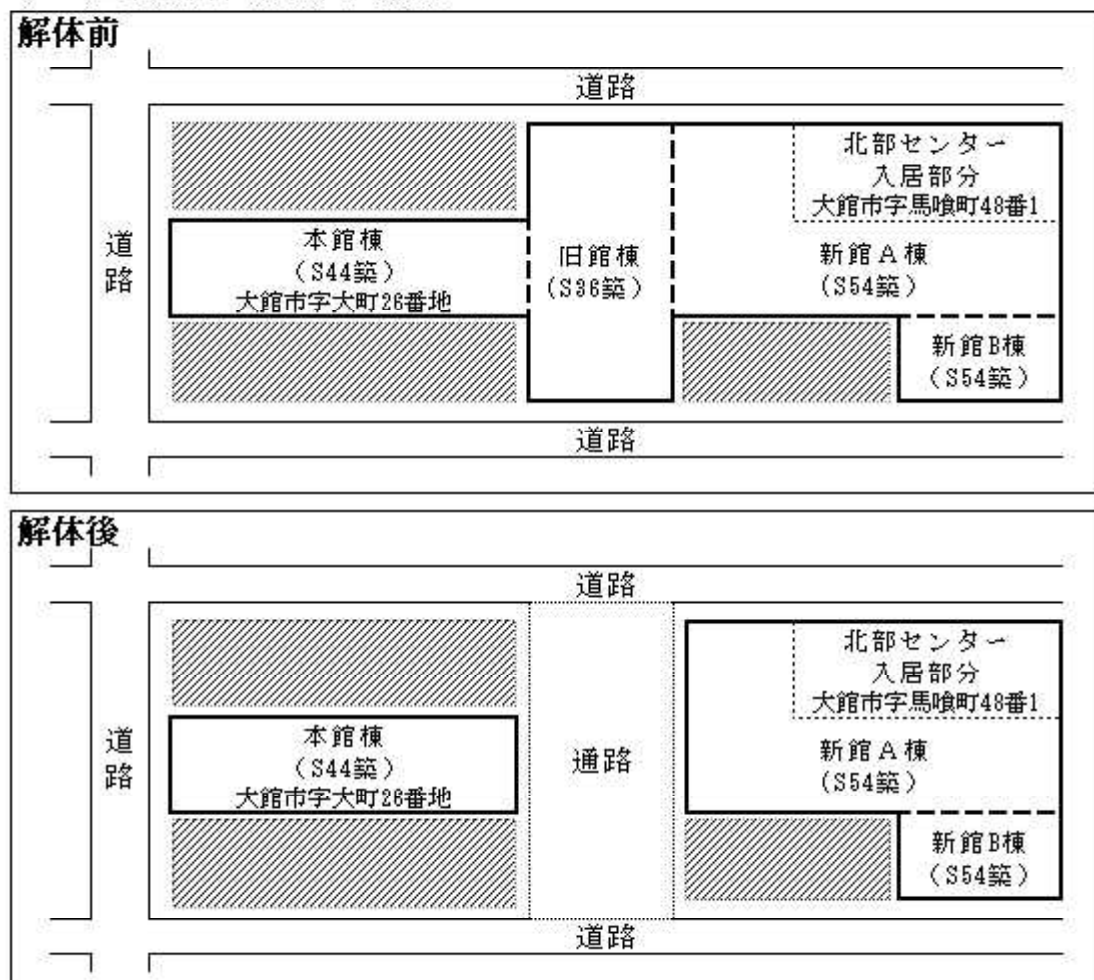 解体前
道路
北部センター
入居部分
大館市字馬喰町48番1
道路
本館棟
(S44築)
大館市字大町26番地
旧館棟
(S36築)
新館A棟
(S54築)
新館B棟
(S54築)
道路
解体後
道路
北部センター
入居部分
大館市字馬喰町48番1
道路
本館棟
(S44築)
大館市字大町26番地
通路
新館A棟
(S54築)
新館B棟
(S54築)
道路